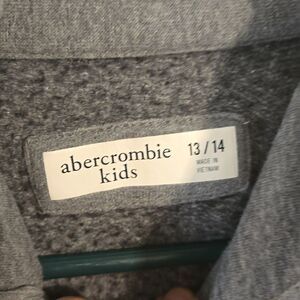 abercrombie
kids
13 / 14
MADE IN
VIETNAM